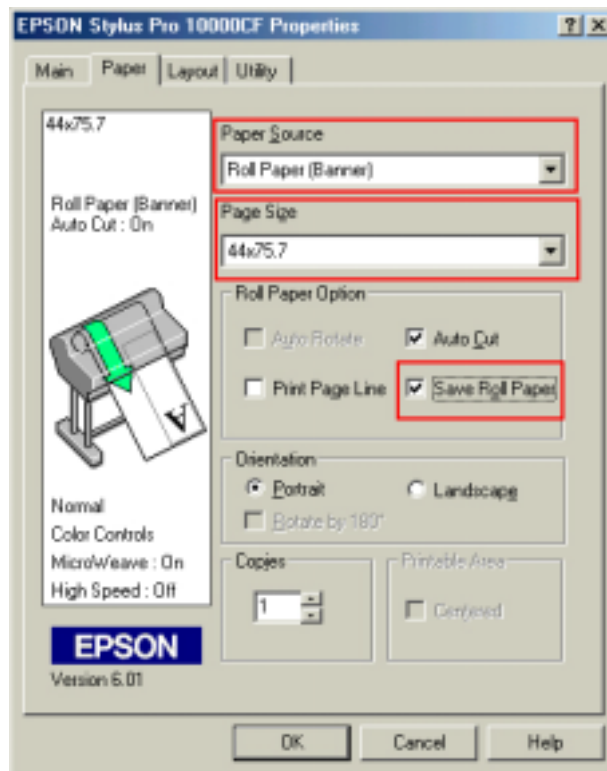 EPSON Stylus Pro 10000CF Properties
? X
Main Paper Layout Utility
44x75.7
Roll Paper (Banner)
Auto Cut : On
A
Normal
Color Controls
MicroWeave : On
High Speed : Off
EPSON
Version 6.01
Paper Source
Roll Paper (Banner)
Page Size
44x75.7
Roll Paper Option
Auto Rotate
Auto Cut
Print Page Line
Save Roll Paper
Orientation
Portrait
Landscape
Rotate by 180°
Copies
1
Printable Area
Centered
OK Cancel Help